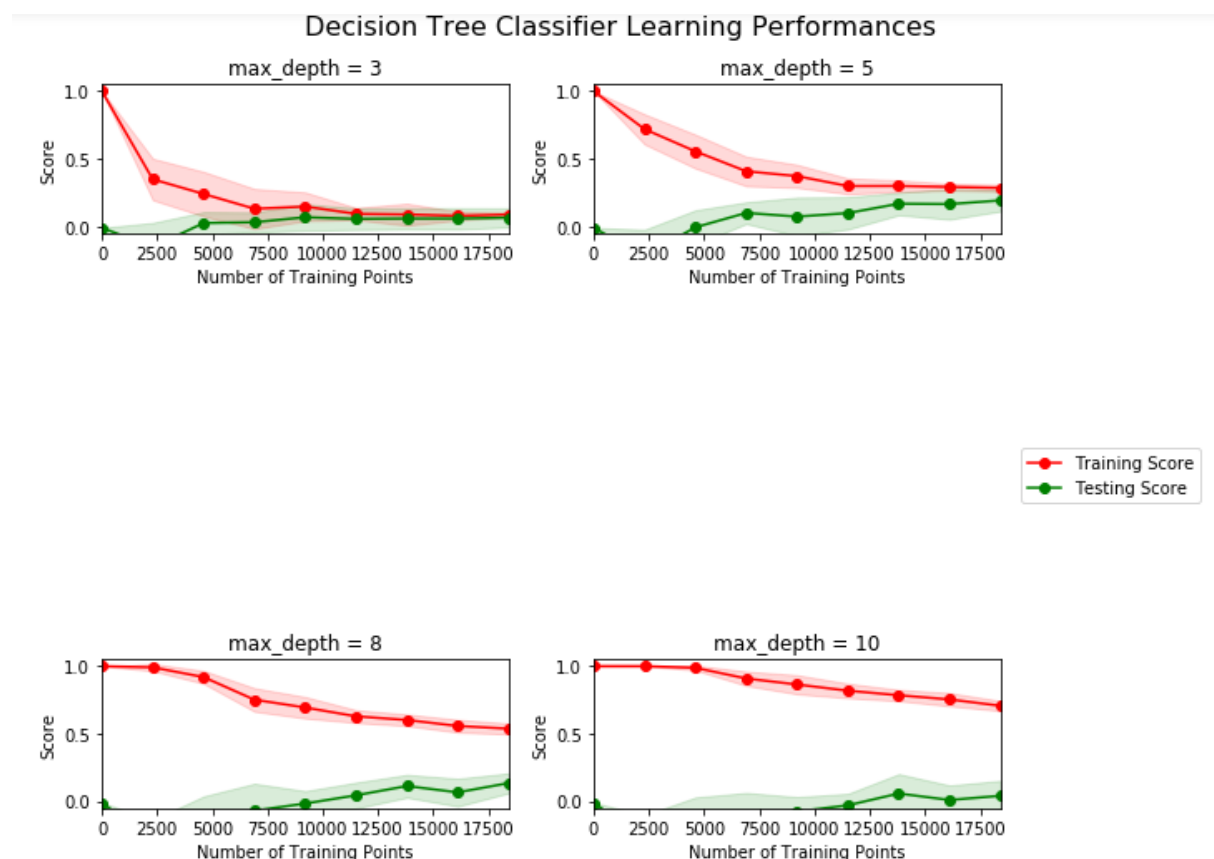 Decision Tree Classifier Learning Performances
max_depth = 3
1.0
0.5
0.0
Score
0 2500 5000 7500 10000 12500 15000 17500
Number of Training Points
max_depth = 5
1.0
0.5
0.0
Score
0 2500 5000 7500 10000 12500 15000 17500
Number of Training Points
Training Score
Testing Score
max_depth = 8
1.0
0.5
0.0
Score
0 2500 5000 7500 10000 12500 15000 17500
Number of Training Points
max_depth = 10
1.0
0.5
0.0
Score
0 2500 5000 7500 10000 12500 15000 17500
Number of Training Points